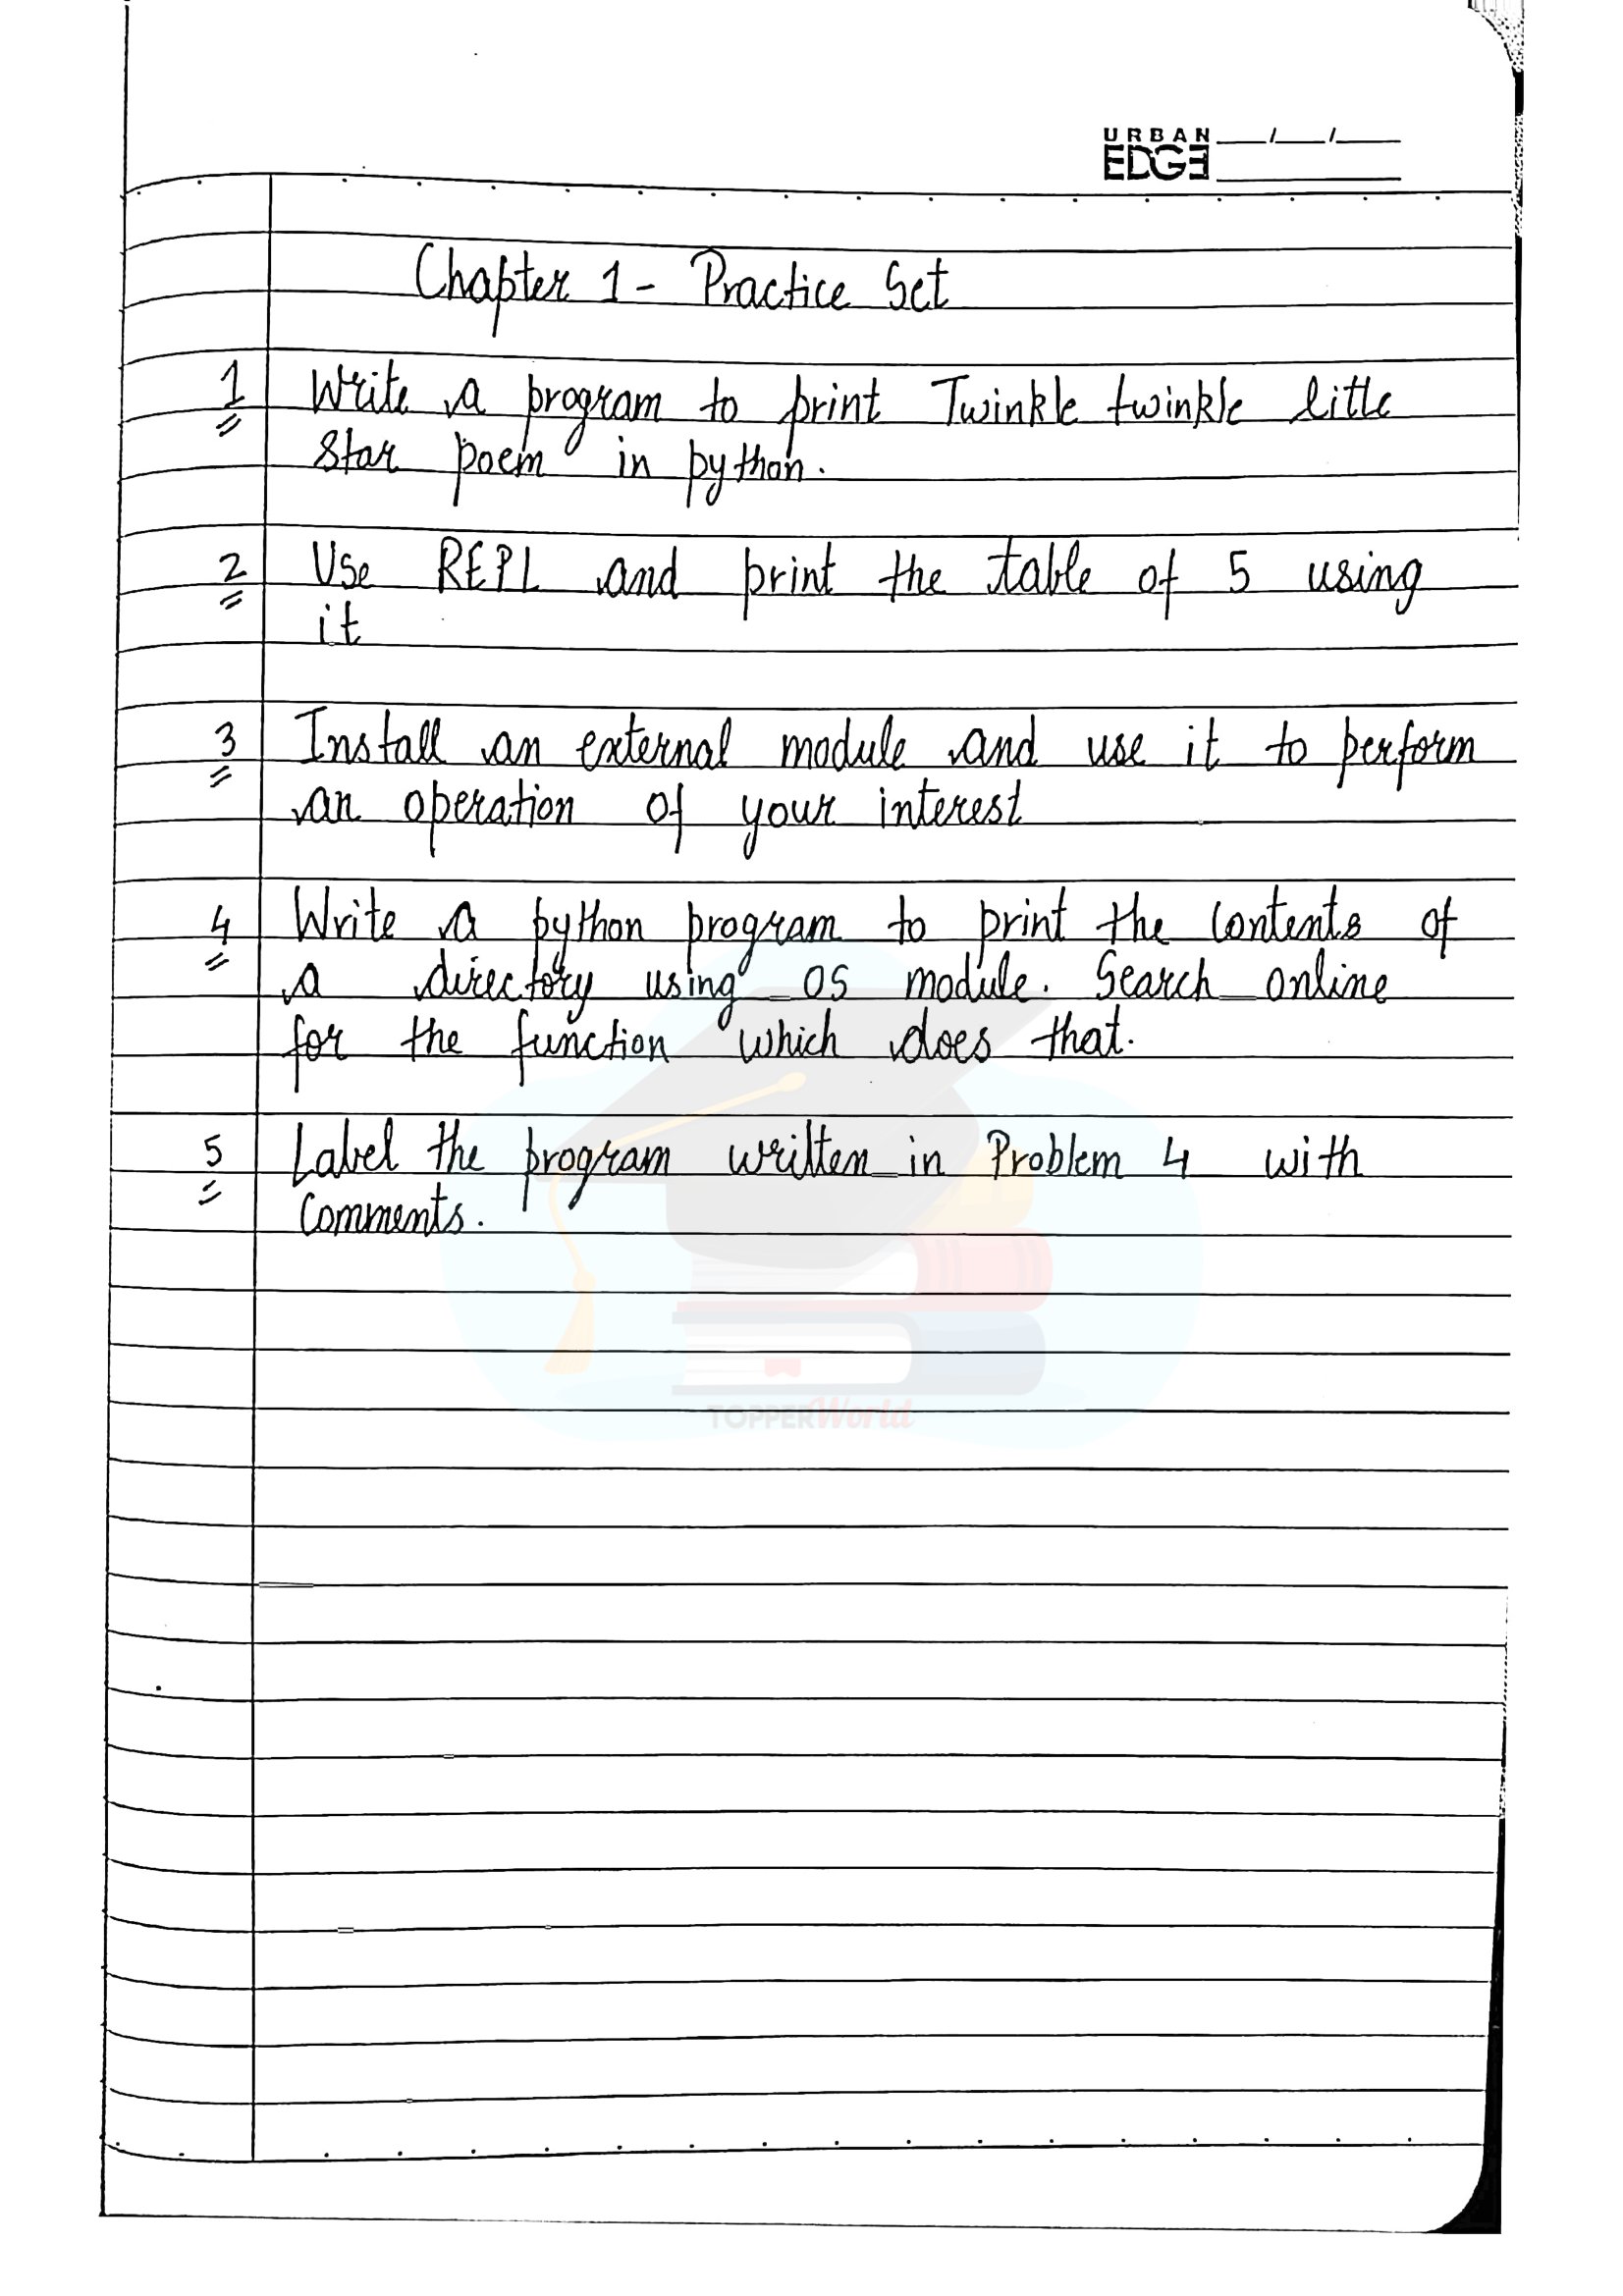 URBAN
EDGE
Chapter 1 - Practice Set
1 Write a program to print Twinkle twinkle little
star poem in python.
2 Use REPL and print the table of 5 using
it
3 Install an external module and use it to perform
an operation of your interest
4 Write a python program to print the contents of
a directory using OS module. Search online
for the function which does that.
5 Label the program written in Problem 4 with
Comments.
TOPPERWorld